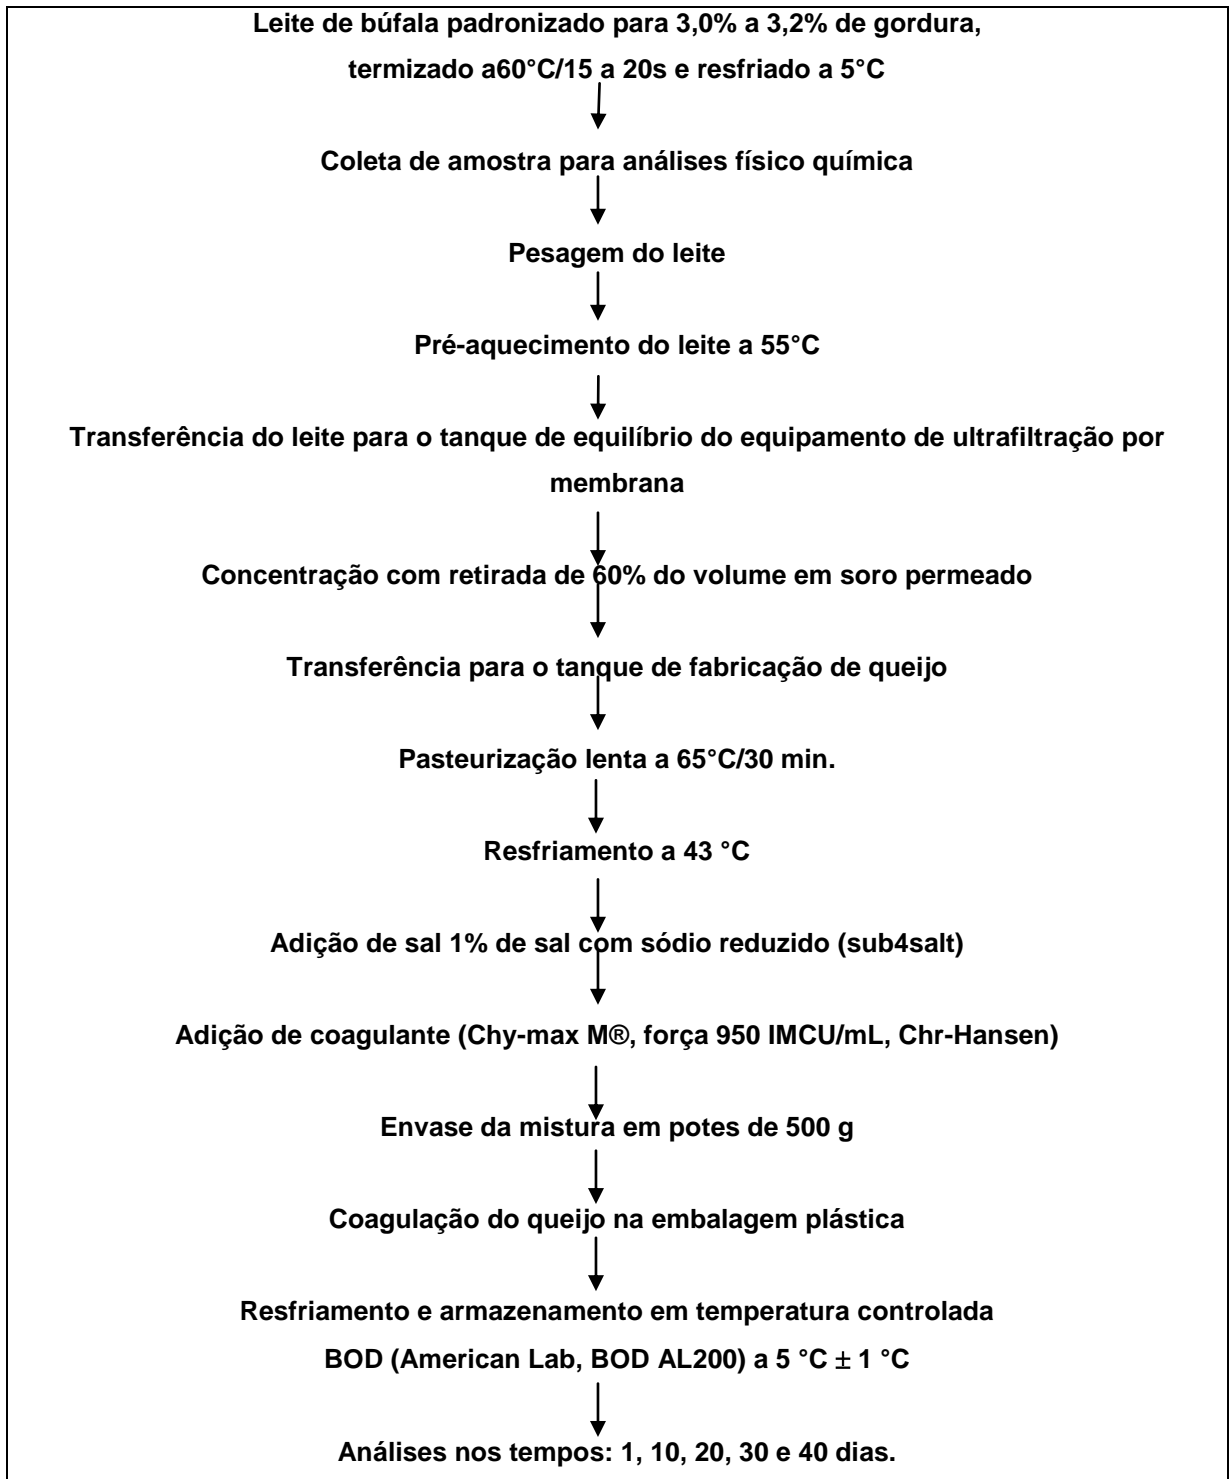 Leite de búfala padronizado para 3,0% a 3,2% de gordura,
termizado a60°C/15 a 20s e resfriado a 5°C
Coleta de amostra para análises físico química
Pesagem do leite
Pré-aquecimento do leite a 55°C
Transferência do leite para o tanque de equilíbrio do equipamento de ultrafiltração por
membrana
Concentração com retirada de 60% do volume em soro permeado
Transferência para o tanque de fabricação de queijo
Pasteurização lenta a 65°C/30 min.
Resfriamento a 43 °C
Adição de sal 1% de sal com sódio reduzido (sub4salt)
Adição de coagulante (Chy-max M®, força 950 IMCU/mL, Chr-Hansen)
Envase da mistura em potes de 500 g
Coagulação do queijo na embalagem plástica
Resfriamento e armazenamento em temperatura controlada
BOD (American Lab, BOD AL200) a 5 °C ± 1 °C
Análises nos tempos: 1, 10, 20, 30 e 40 dias.